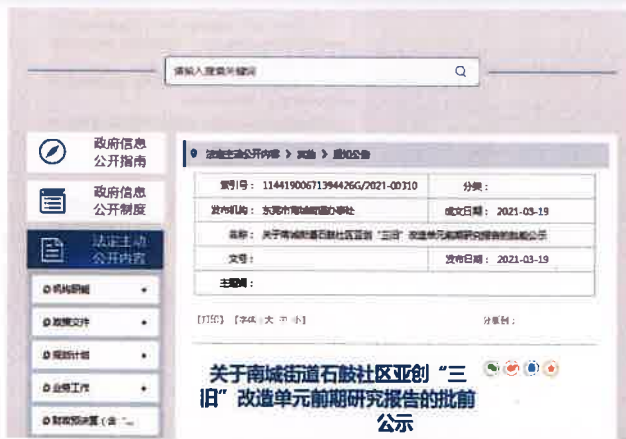 请输入搜索关键词
政府信息
公开指南
政府信息
公开制度
法定主动
公开内容
机构职能
政策文件
规划计划
业务工作
财政预决算（含“...
法定主动公开内容 > 其他 > 通知公告
索引号： 11441900671394426G/2021-00310
分类：
发布机构： 东莞市南城街道办事处
成文日期： 2021-03-19
名称： 关于南城街道石鼓社区亚创“三旧”改造单元前期研究报告的批前公示
文号：
发布日期： 2021-03-19
主题词：
[打印] [字体：大 中 小]
分享到：
关于南城街道石鼓社区亚创“三
旧”改造单元前期研究报告的批前
公示